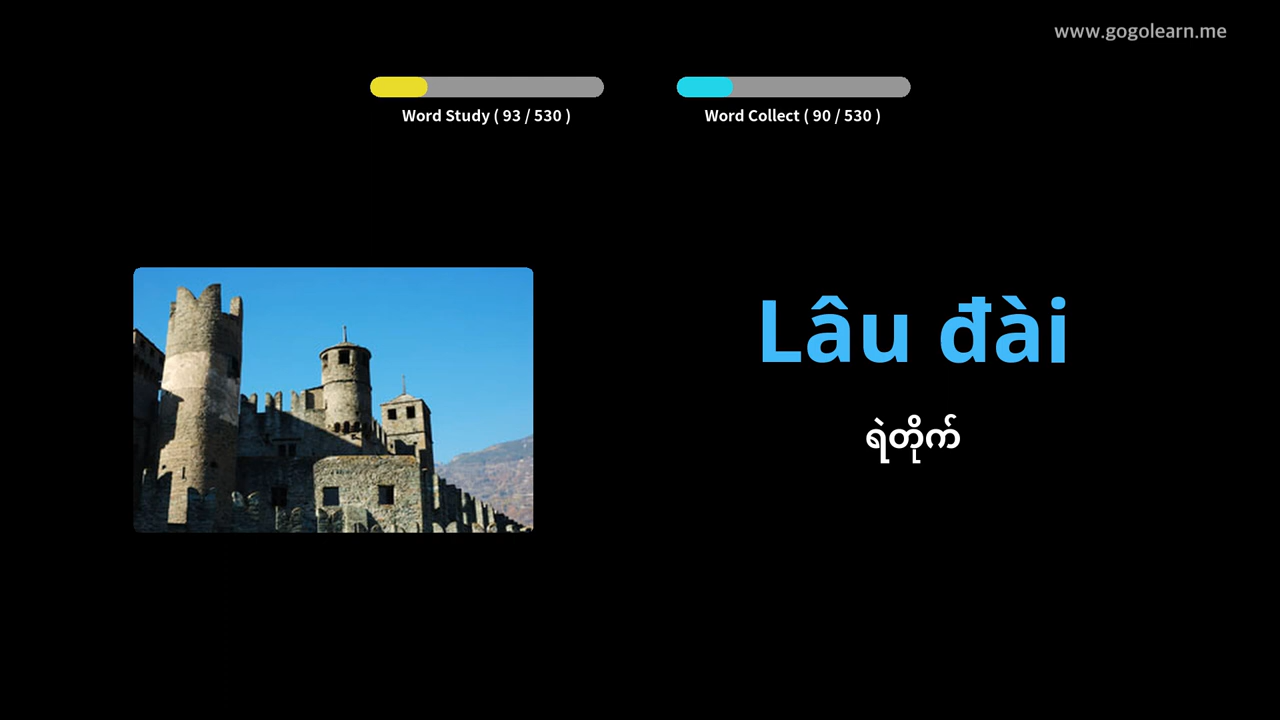 www.gogolearn.me
Word Study ( 93 / 530 )
Word Collect ( 90 / 530 )
Lâu đài
ရဲတိုက်